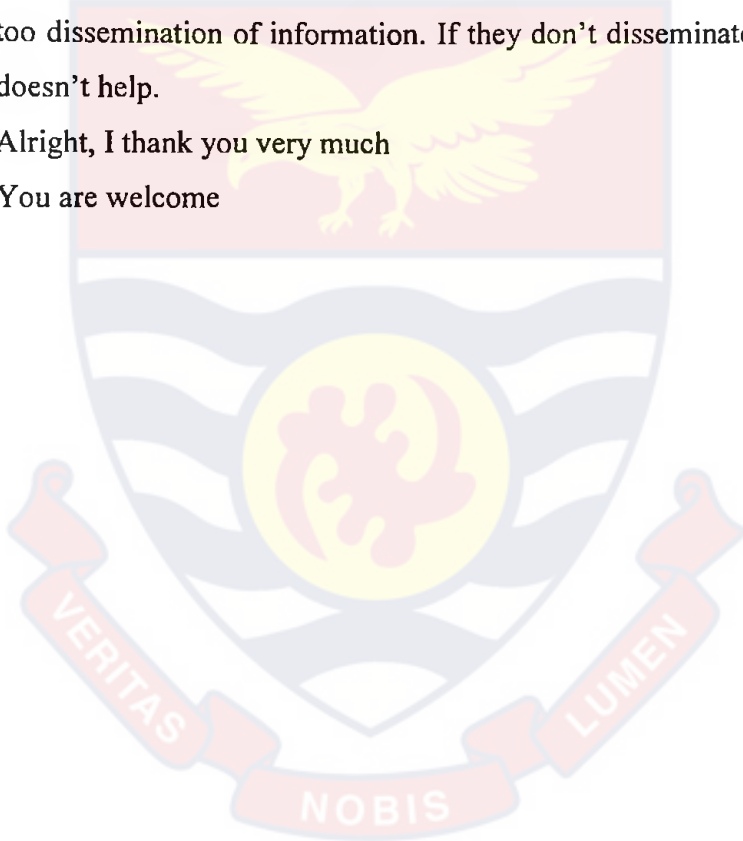 too dissemination of information. If they don't disseminate
doesn't help.
Alright, I thank you very much
You are welcome
VERITAS
NOBIS
LUMEN